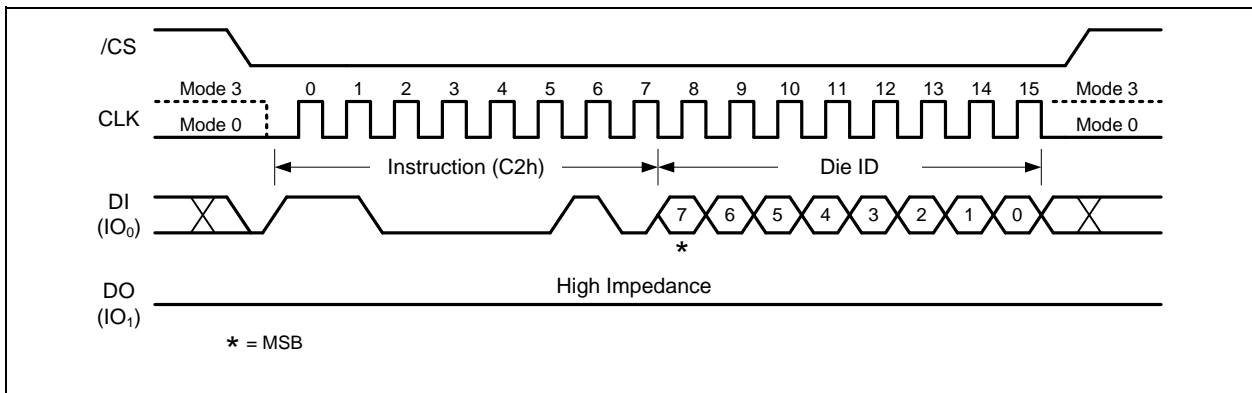 /CS
Mode 3 0 1 2 3 4 5 6 7 8 9 10 11 12 13 14 15 Mode 3
CLK
Mode 0 Mode 0
Instruction (C2h) Die ID
DI
(IO₀)
7 6 5 4 3 2 1 0
*
High Impedance
DO
(IO₁)
* = MSB